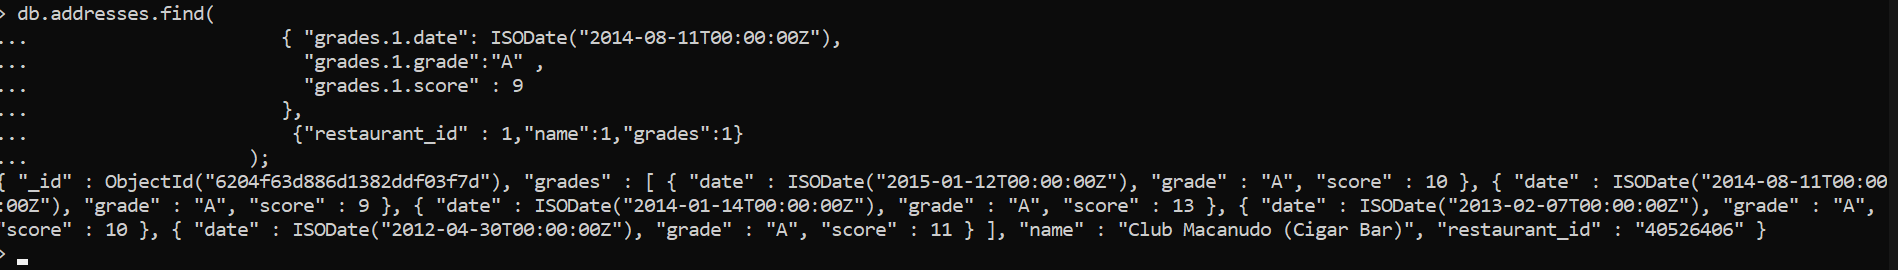 > db.addresses.find(
...                     { "grades.1.date": ISODate("2014-08-11T00:00:00Z"),
...                       "grades.1.grade":"A" ,
...                       "grades.1.score" : 9
...                     },
...                      {"restaurant_id" : 1,"name":1,"grades":1}
...                  );
{ "_id" : ObjectId("6204f63d886d1382ddf03f7d"), "grades" : [ { "date" : ISODate("2015-01-12T00:00:00Z"), "grade" : "A", "score" : 10 }, { "date" : ISODate("2014-08-11T00:00
:00Z"), "grade" : "A", "score" : 9 }, { "date" : ISODate("2014-01-14T00:00:00Z"), "grade" : "A", "score" : 13 }, { "date" : ISODate("2013-02-07T00:00:00Z"), "grade" : "A",
"score" : 10 }, { "date" : ISODate("2012-04-30T00:00:00Z"), "grade" : "A", "score" : 11 } ], "name" : "Club Macanudo (Cigar Bar)", "restaurant_id" : "40526406" }
>